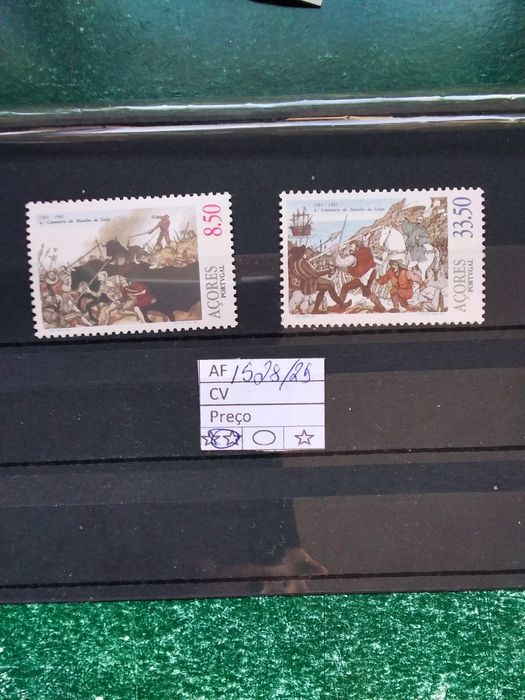 1581 - 1981
4.º Centenário da Batalha da Salga
8.50
AÇORES
PORTUGAL
1581 - 1981
4.º Centenário da Batalha da Salga
33.50
AÇORES
PORTUGAL
AF 1528/29
CV
Preço